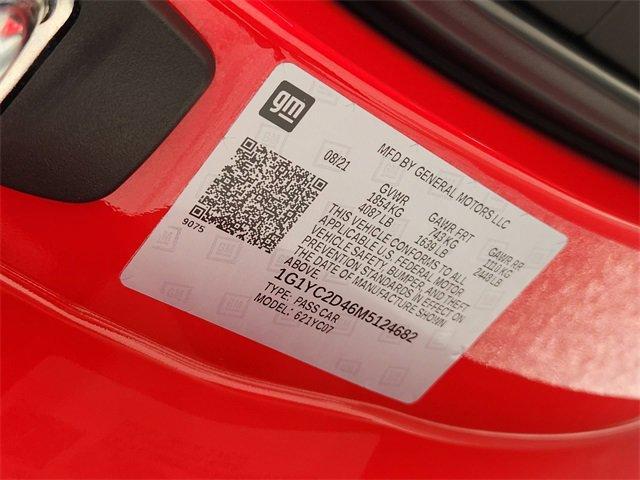 gm
MFD BY GENERAL MOTORS LLC
08/21
GVWR GAWR FRT GAWR RR
1854 KG 743 KG 1110 KG
4087 LB 1639 LB 2448 LB
THIS VEHICLE CONFORMS TO ALL
APPLICABLE U.S. FEDERAL MOTOR
VEHICLE SAFETY, BUMPER, AND THEFT
PREVENTION STANDARDS IN EFFECT ON
THE DATE OF MANUFACTURE SHOWN
ABOVE.
9075
1G1YC2D46M5124682
TYPE: PASS CAR
MODEL: 621YC07